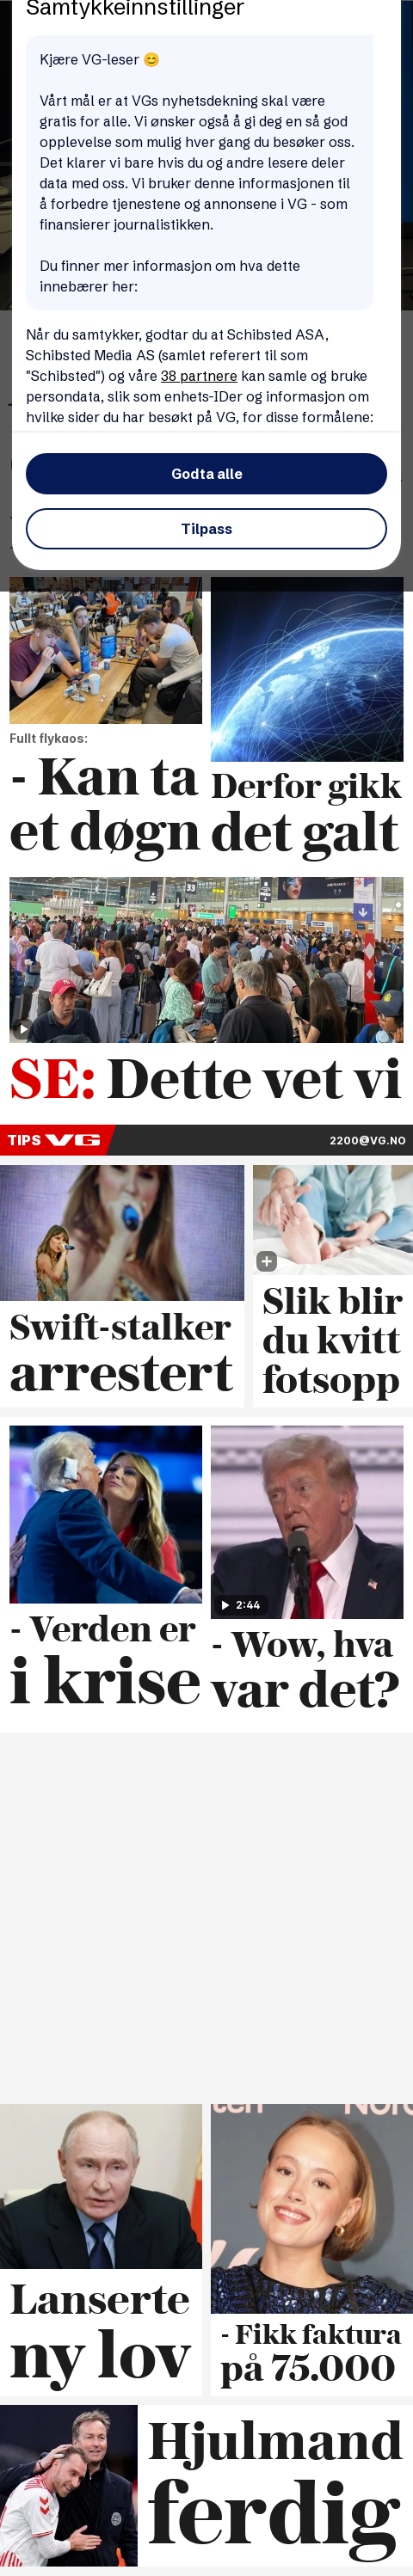 Samtykkeinnstillinger
Kjære VG-leser 😊
Vårt mål er at VGs nyhetsdekning skal være
gratis for alle. Vi ønsker også å gi deg en så god
opplevelse som mulig hver gang du besøker oss.
Det klarer vi bare hvis du og andre lesere deler
data med oss. Vi bruker denne informasjonen til
å forbedre tjenestene og annonsene i VG - som
finansierer journalistikken.
Du finner mer informasjon om hva dette
innebærer her:
Når du samtykker, godtar du at Schibsted ASA,
Schibsted Media AS (samlet referert til som
"Schibsted") og våre 38 partnere kan samle og bruke
persondata, slik som enhets-IDer og informasjon om
hvilke sider du har besøkt på VG, for disse formålene:
Godta alle
Tilpass
Fullt flykaos:
- Kan ta
et døgn
Derfor gikk
det galt
33
SE: Dette vet vi
TIPS VG
2200@VG.NO
Swift-stalker
arrestert
Slik blir
du kvitt
fotsopp
- Verden er
i krise
2:44
- Wow, hva
var det?
Lanserte
ny lov
- Fikk faktura
på 75.000
Hjulmand
ferdig